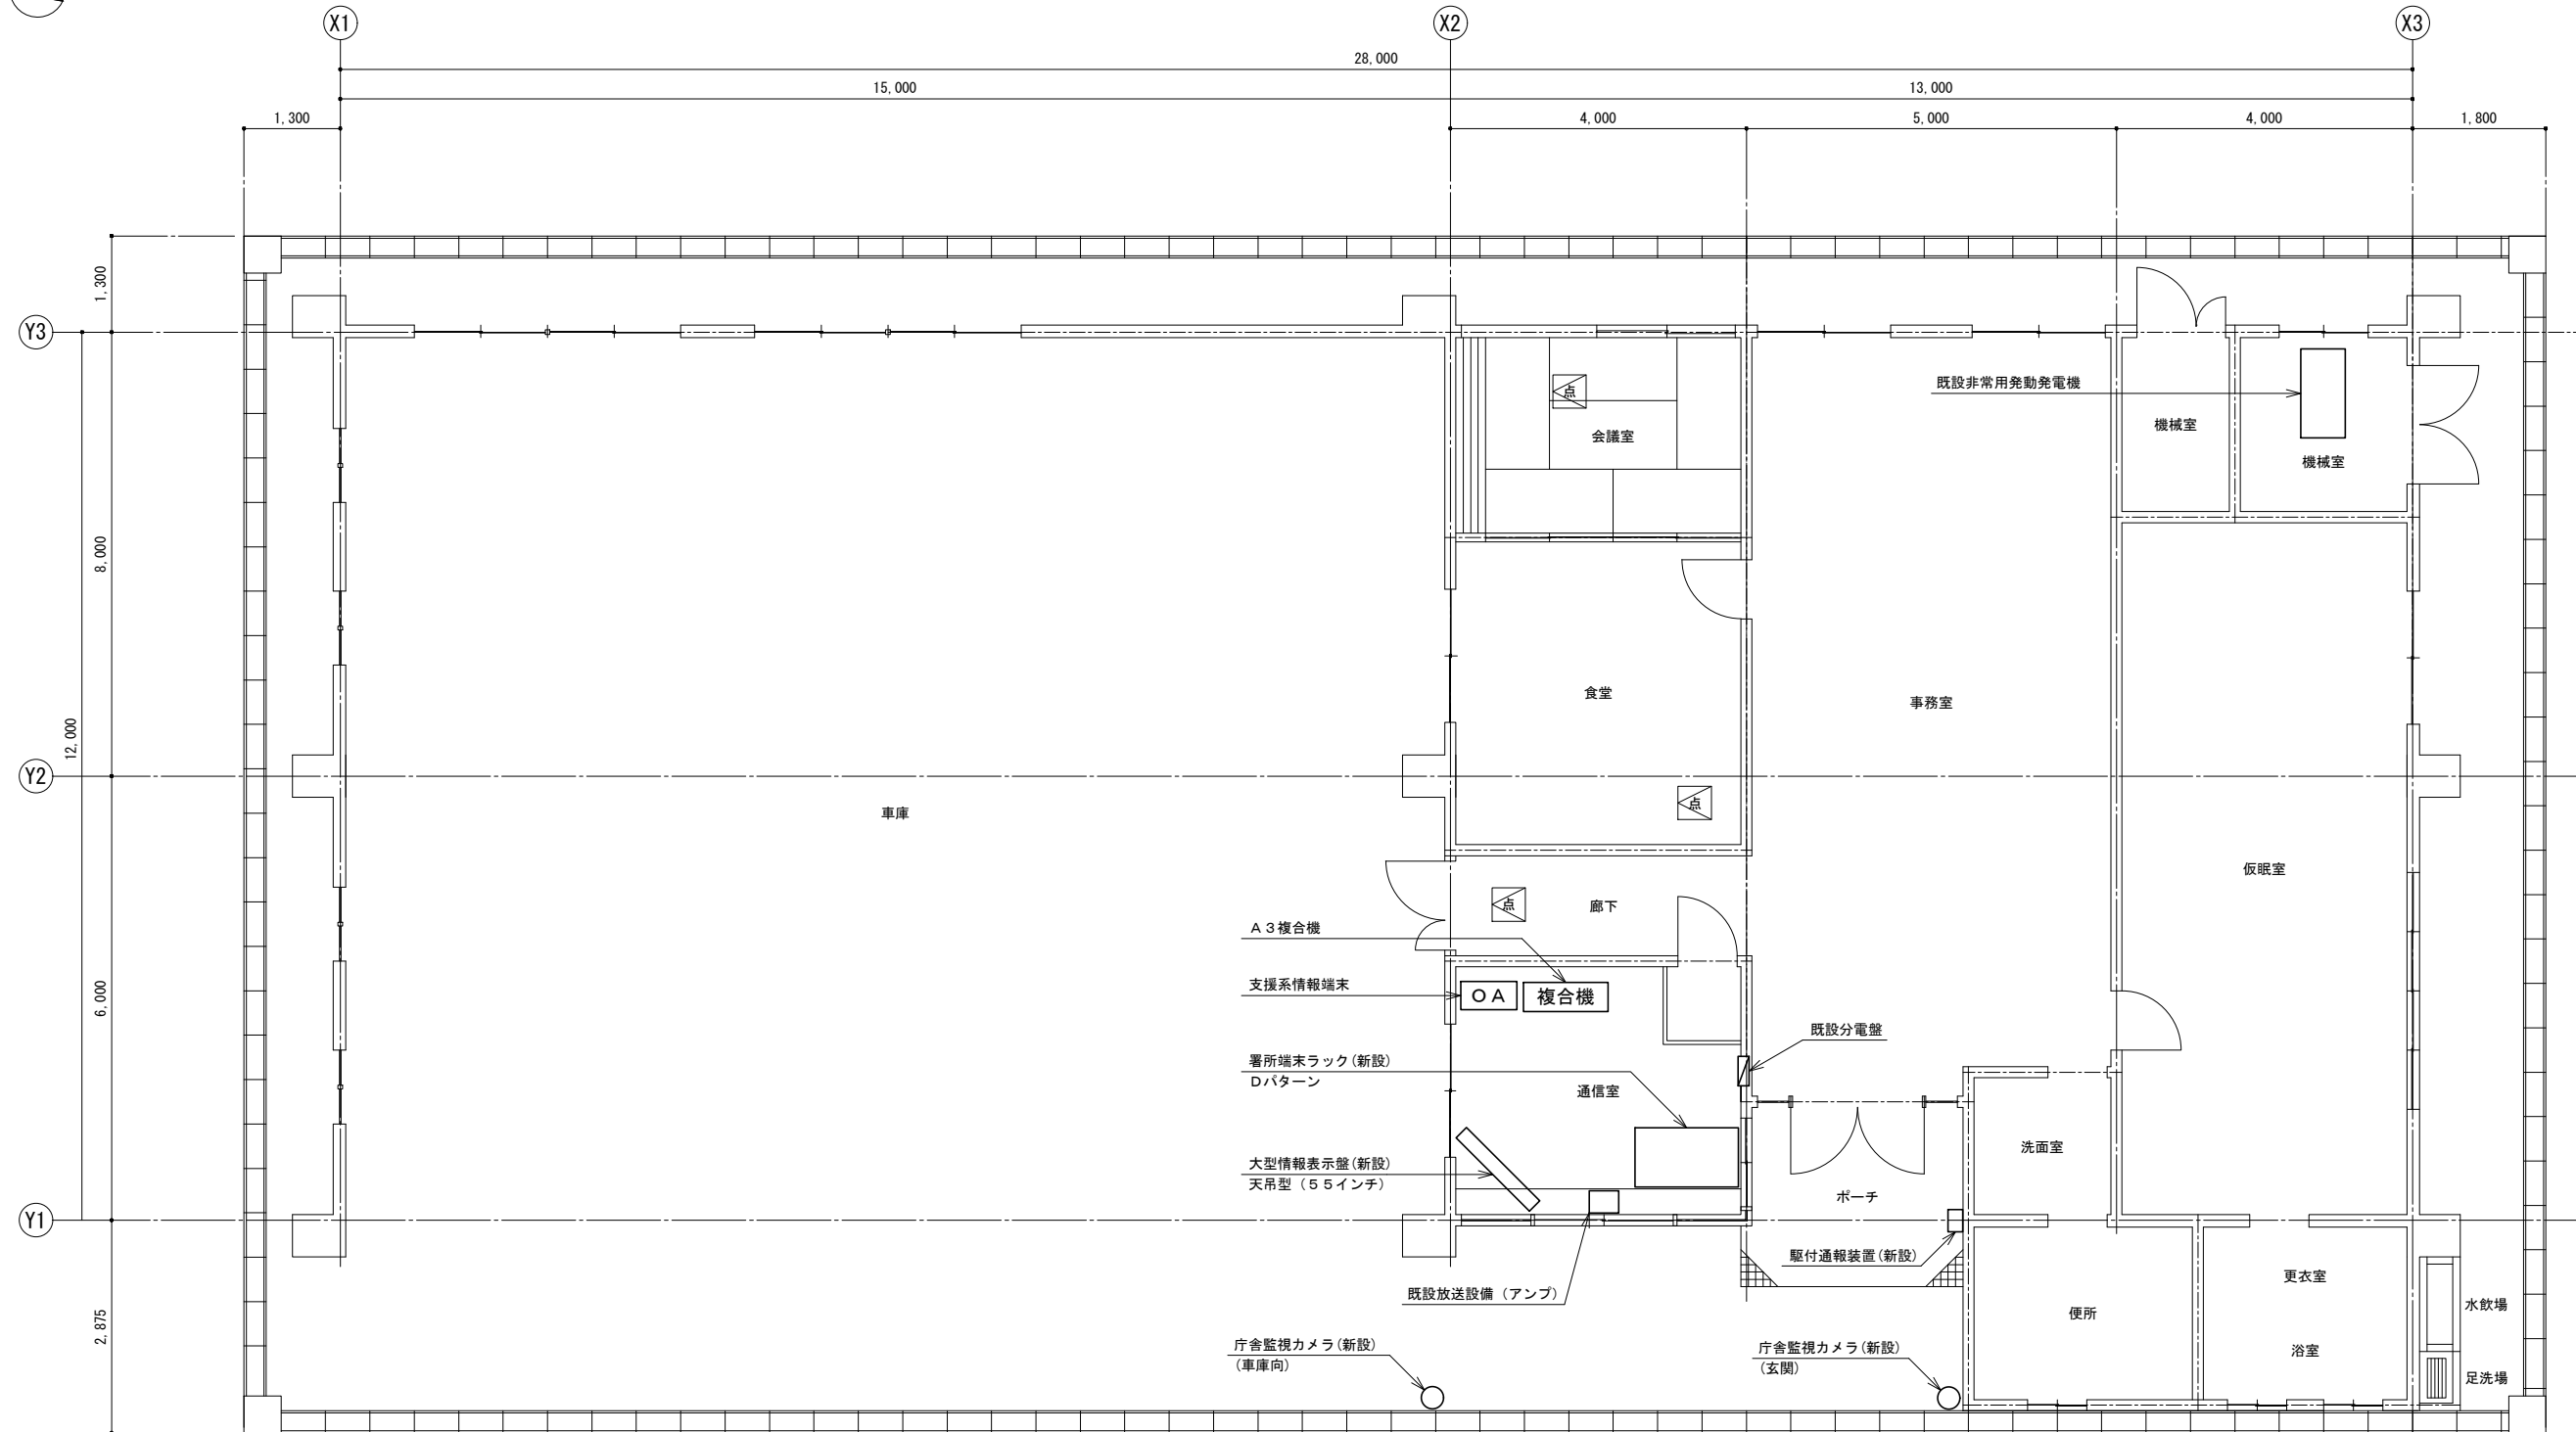 X1
X2
X3
28,000
15,000
13,000
1,300
4,000
5,000
4,000
1,800
1,300
Y3
既設非常用発動発電機
点
会議室
機械室
機械室
8,000
食堂
事務室
12,000
Y2
点
車庫
仮眠室
点
廊下
A3複合機
支援系情報端末
OA
複合機
6,000
既設分電盤
署所端末ラック(新設)
Dパターン
通信室
洗面室
大型情報表示盤(新設)
天吊型(55インチ)
ポーチ
Y1
駆付通報装置(新設)
既設放送設備(アンプ)
更衣室
水飲場
便所
2,875
庁舎監視カメラ(新設)
(車庫向)
庁舎監視カメラ(新設)
(玄関)
浴室
足洗場